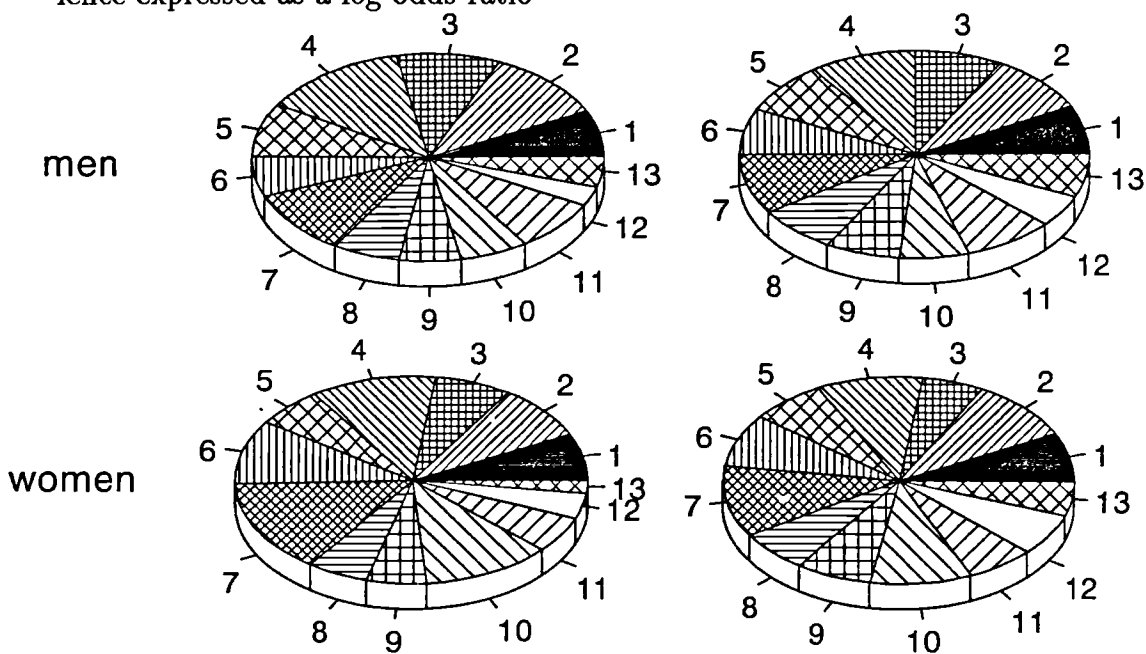 lence expressed as a log odds ratio
3 3
4 2 4 2
5 5
1 1
men 6 6
13 13
12
7 7 12
11 11
8 9 10 8 9 10
4 3 4 3
5 2 5 2
6 1 6 1
women
13 13
12
7 7 12
11 11
8 9 10 8 9 10